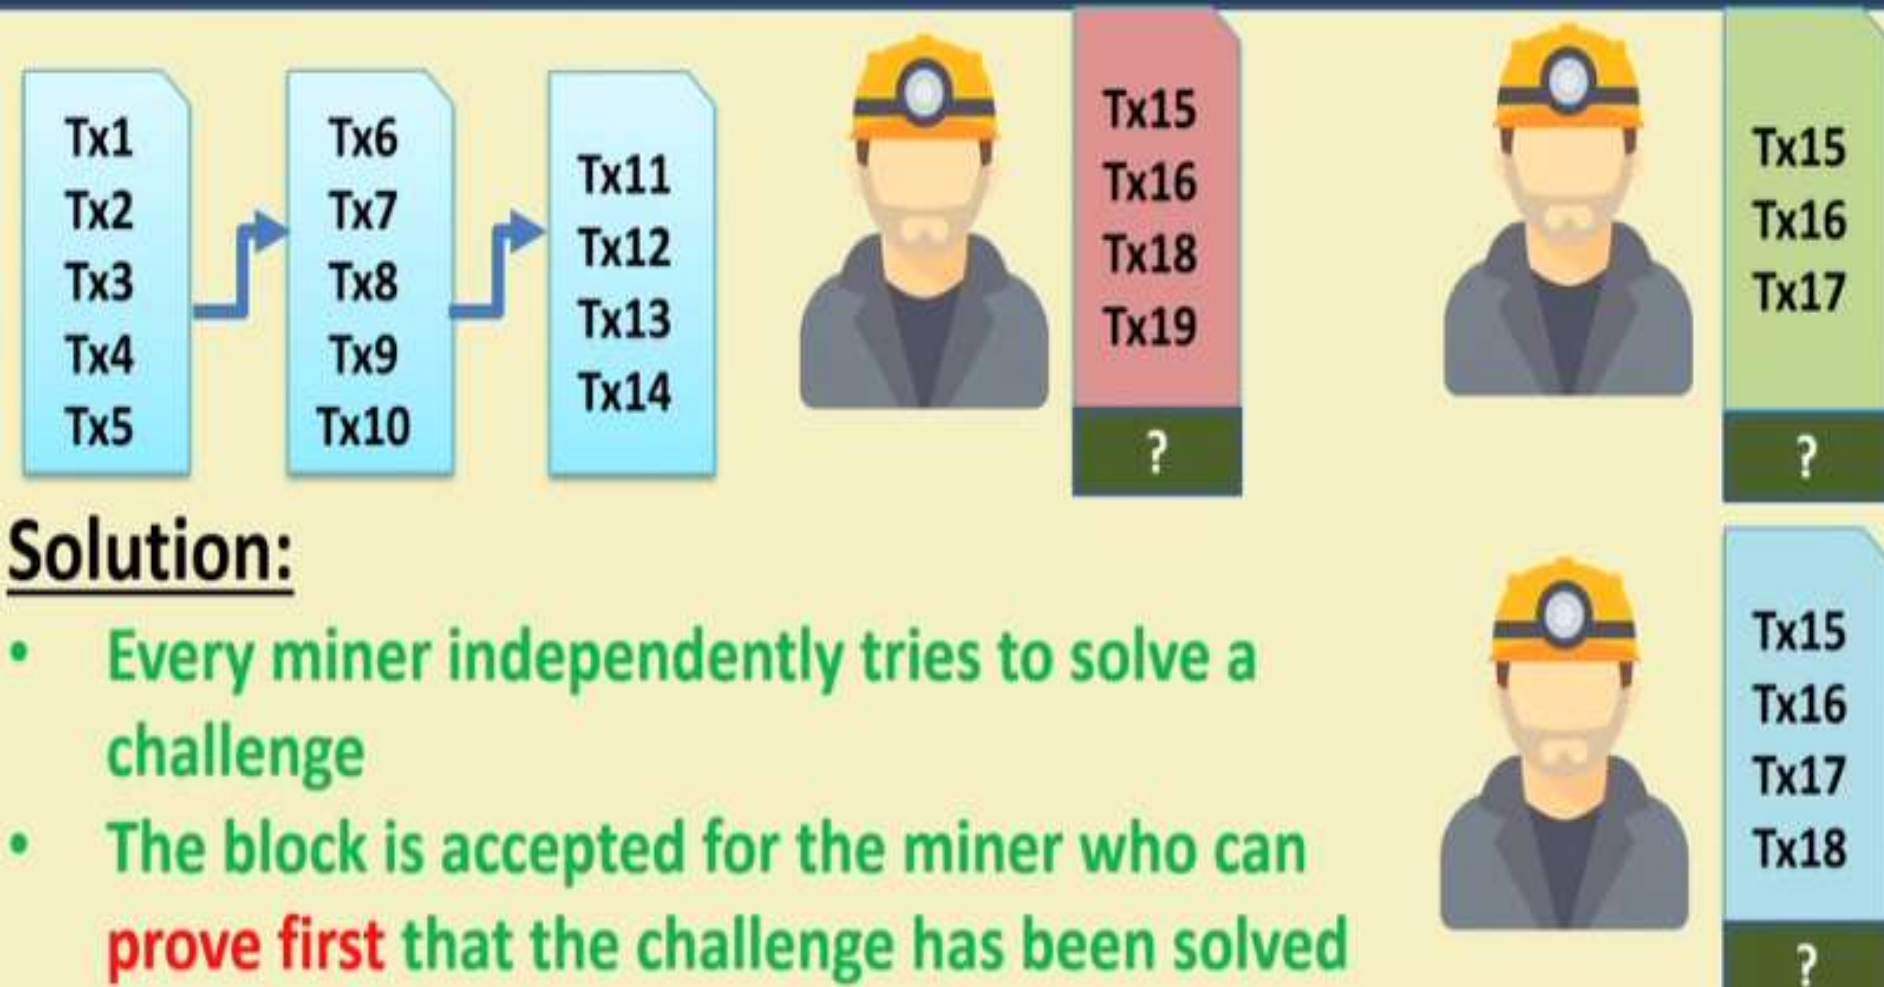 Tx1
Tx2
Tx3
Tx4
Tx5
Tx6
Tx7
Tx8
Tx9
Tx10
Tx11
Tx12
Tx13
Tx14
Tx15
Tx16
Tx18
Tx19
?
Tx15
Tx16
Tx17
?
Solution:
• Every miner independently tries to solve a
challenge
• The block is accepted for the miner who can
prove first that the challenge has been solved
Tx15
Tx16
Tx17
Tx18
?